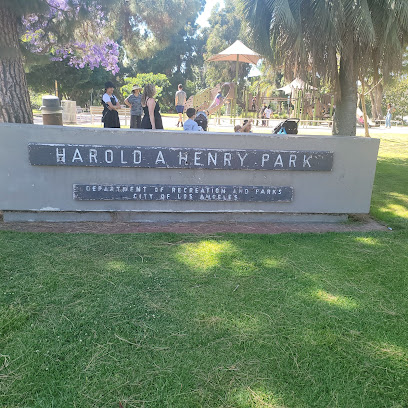 HAROLD A. HENRY PARK
DEPARTMENT OF RECREATION AND PARKS
CITY OF LOS ANGELES